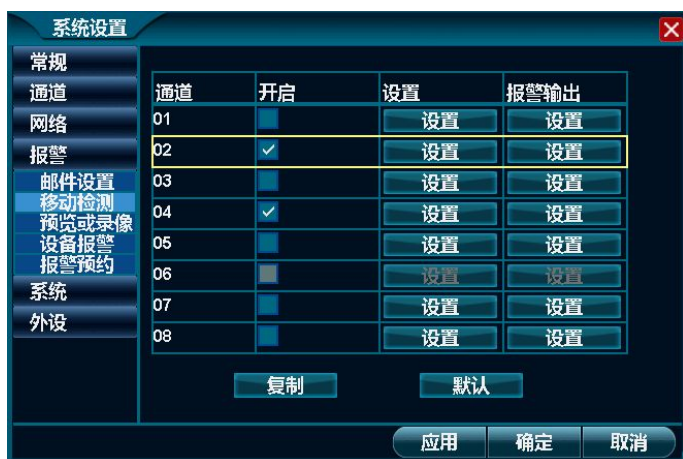 系统设置
常规
通道
网络
报警
邮件设置
移动检测
预览或录像
设备报警
报警预约
系统
外设
通道 开启 设置 报警输出
01 设置 设置
02 设置 设置
03 设置 设置
04 设置 设置
05 设置 设置
06 设置 设置
07 设置 设置
08 设置 设置
复制 默认
应用 确定 取消